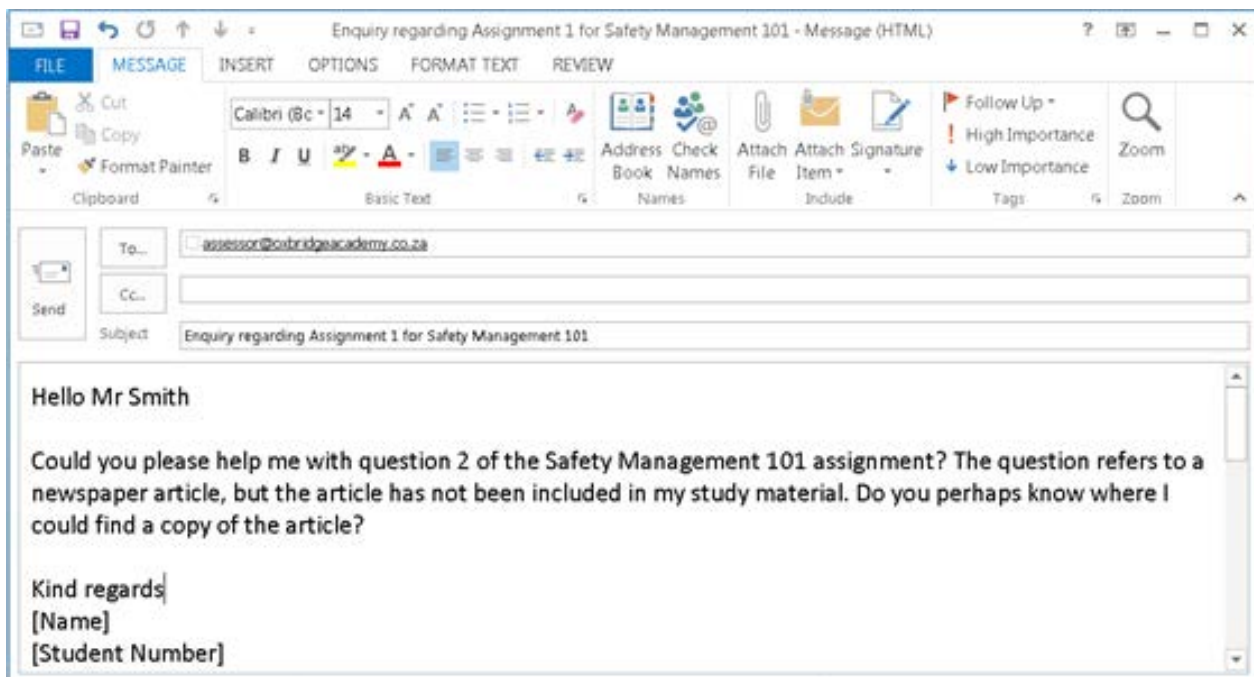 Enquiry regarding Assignment 1 for Safety Management 101 - Message (HTML)
FILE MESSAGE INSERT OPTIONS FORMAT TEXT REVIEW
Paste
Cut
Copy
Format Painter
Clipboard
Calibri (Bc 14
B I U
Basic Text
Address Book
Check Names
Names
Attach File
Attach Item
Signature
Include
Follow Up
High Importance
Low Importance
Tags
Zoom
Zoom
Send
To...
assessor@oxbridgeacademy.co.za
Cc...
Subject
Enquiry regarding Assignment 1 for Safety Management 101
Hello Mr Smith
Could you please help me with question 2 of the Safety Management 101 assignment? The question refers to a
newspaper article, but the article has not been included in my study material. Do you perhaps know where I
could find a copy of the article?
Kind regards
[Name]
[Student Number]